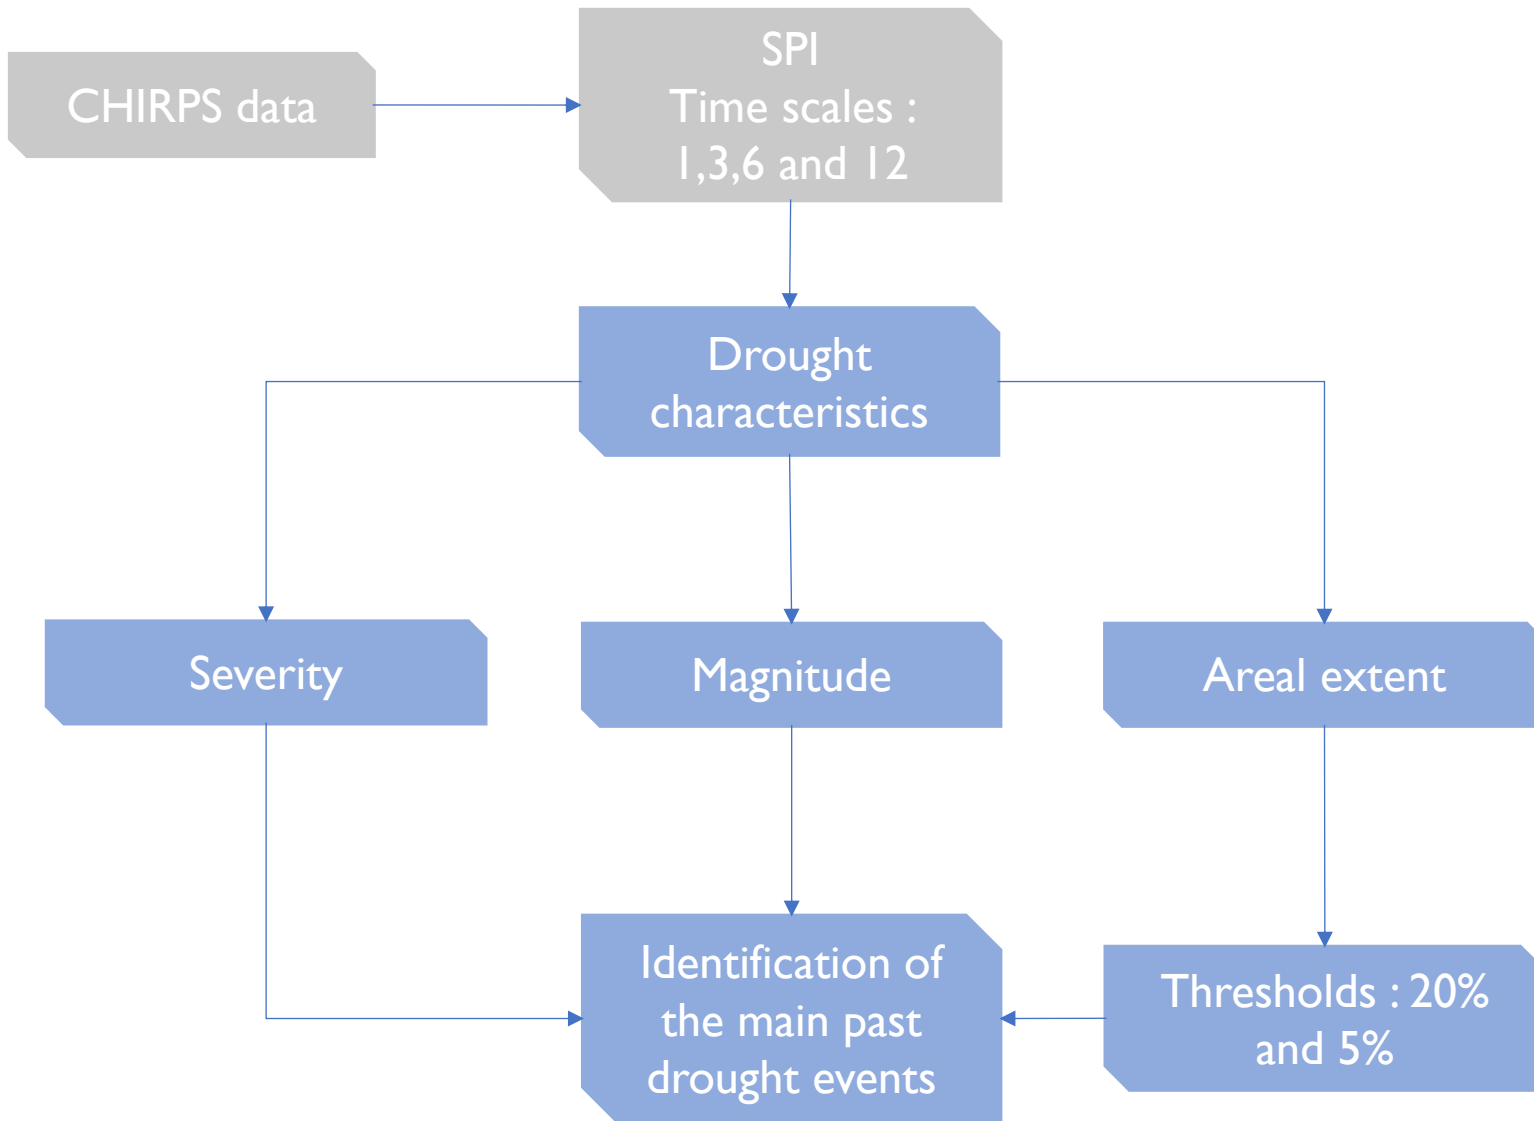 CHIRPS data
SPI
Time scales :
1,3,6 and 12
Drought
characteristics
Severity
Magnitude
Areal extent
Identification of
the main past
drought events
Thresholds : 20%
and 5%